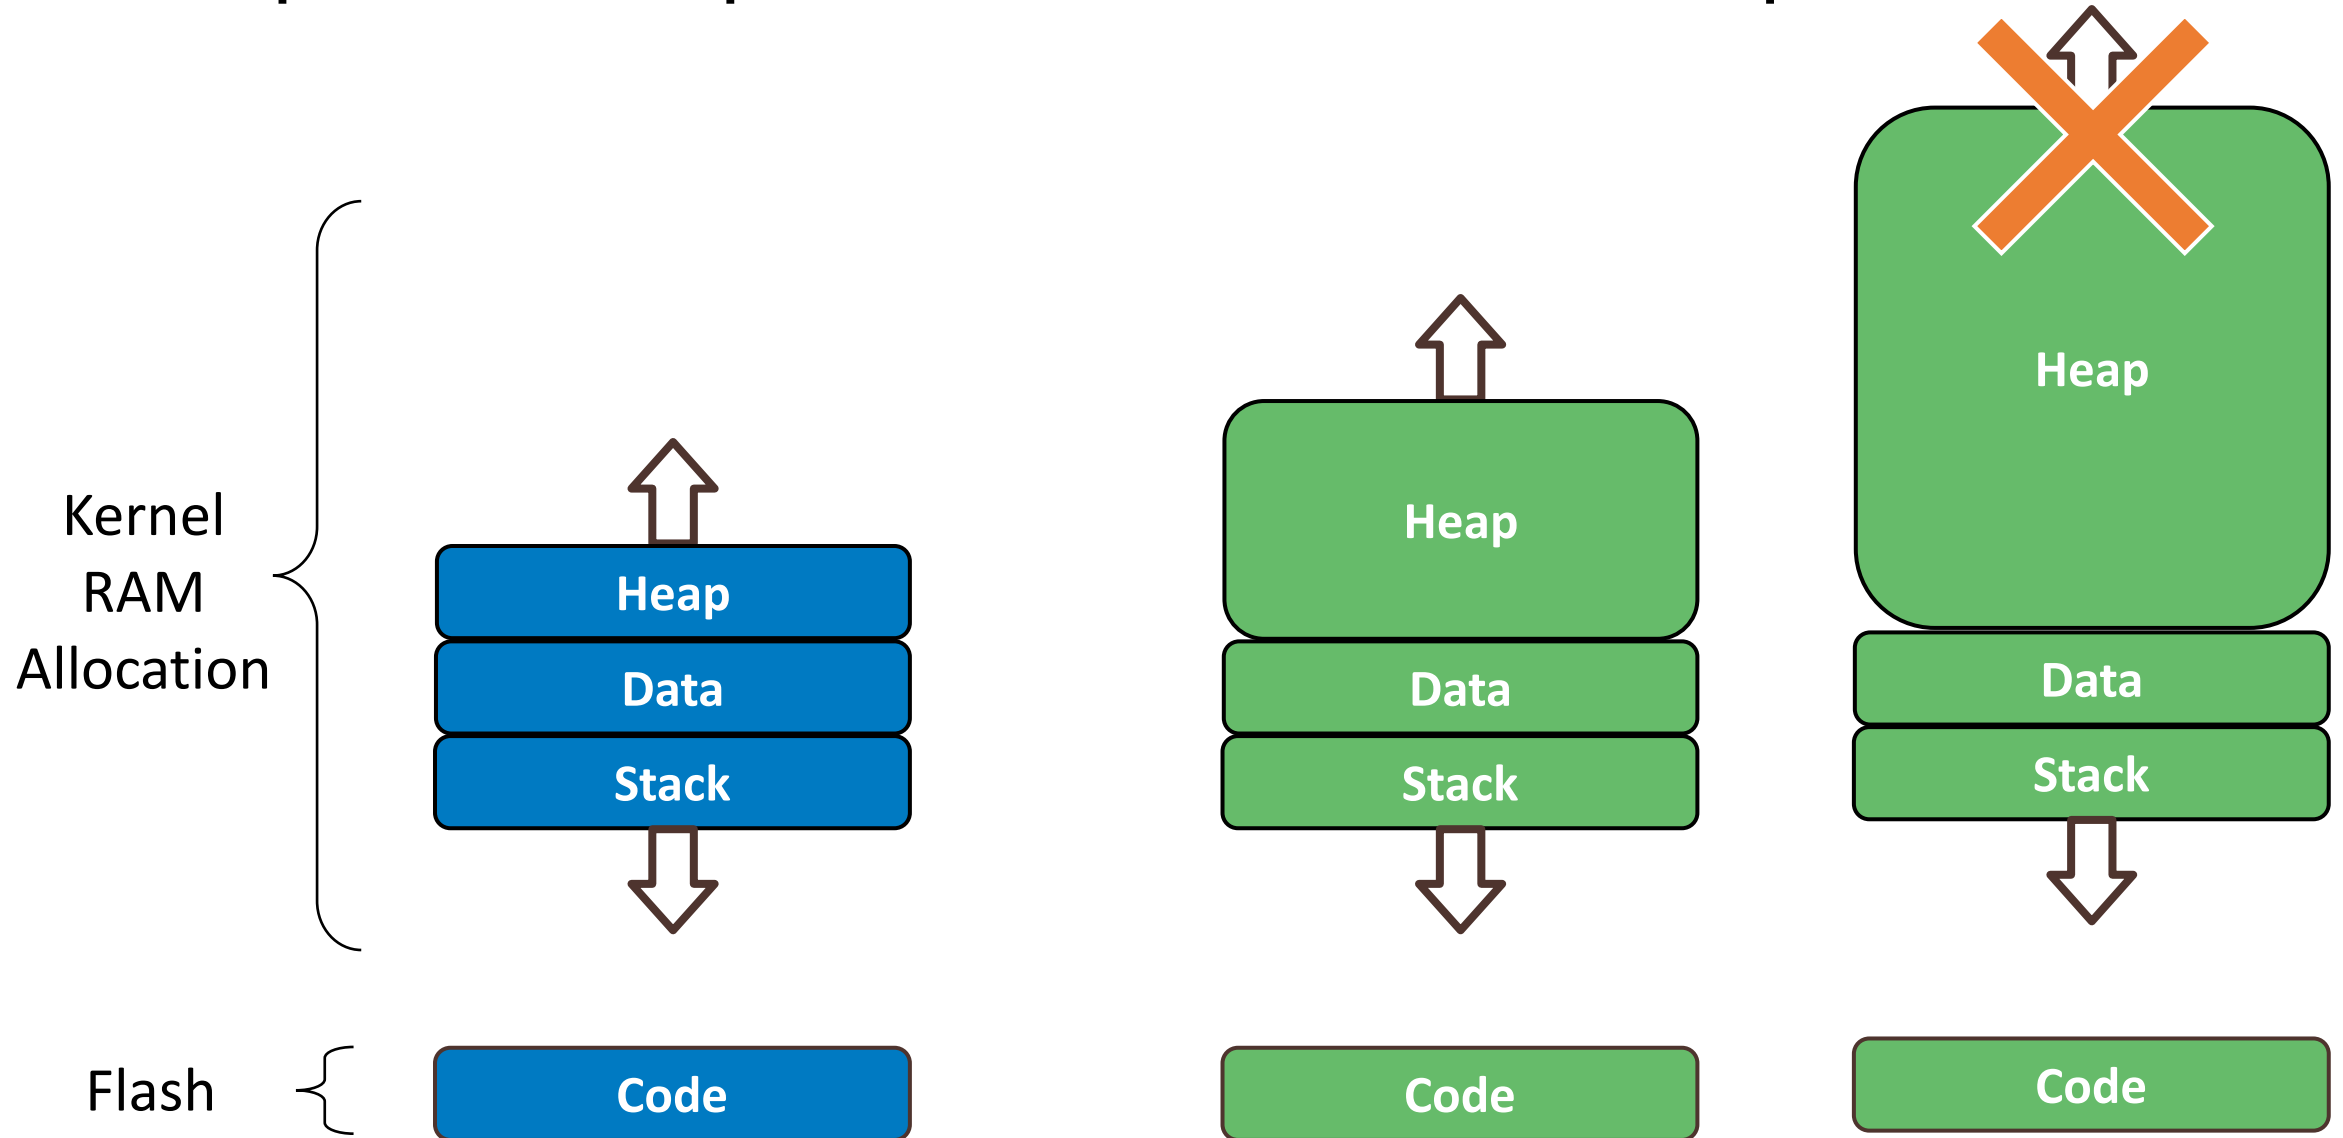 Kernel
RAM
Allocation
Heap
Data
Stack
Heap
Data
Stack
Heap
Data
Stack
Flash
Code
Code
Code